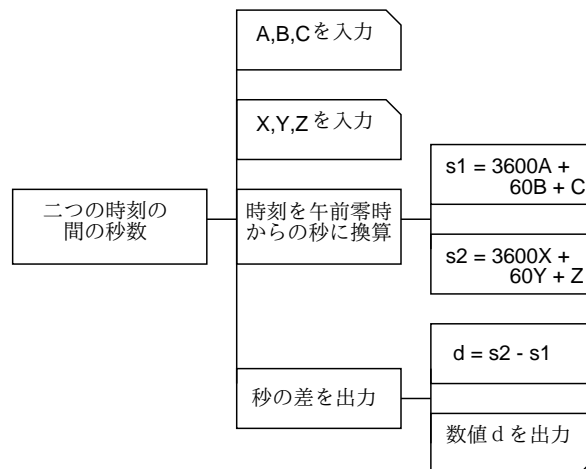 A,B,Cを入力
X,Y,Zを入力
二つの時刻の
間の秒数
時刻を午前零時
からの秒に換算
s1 = 3600A +
60B + C
s2 = 3600X +
60Y + Z
秒の差を出力
d = s2 - s1
数値ｄを出力